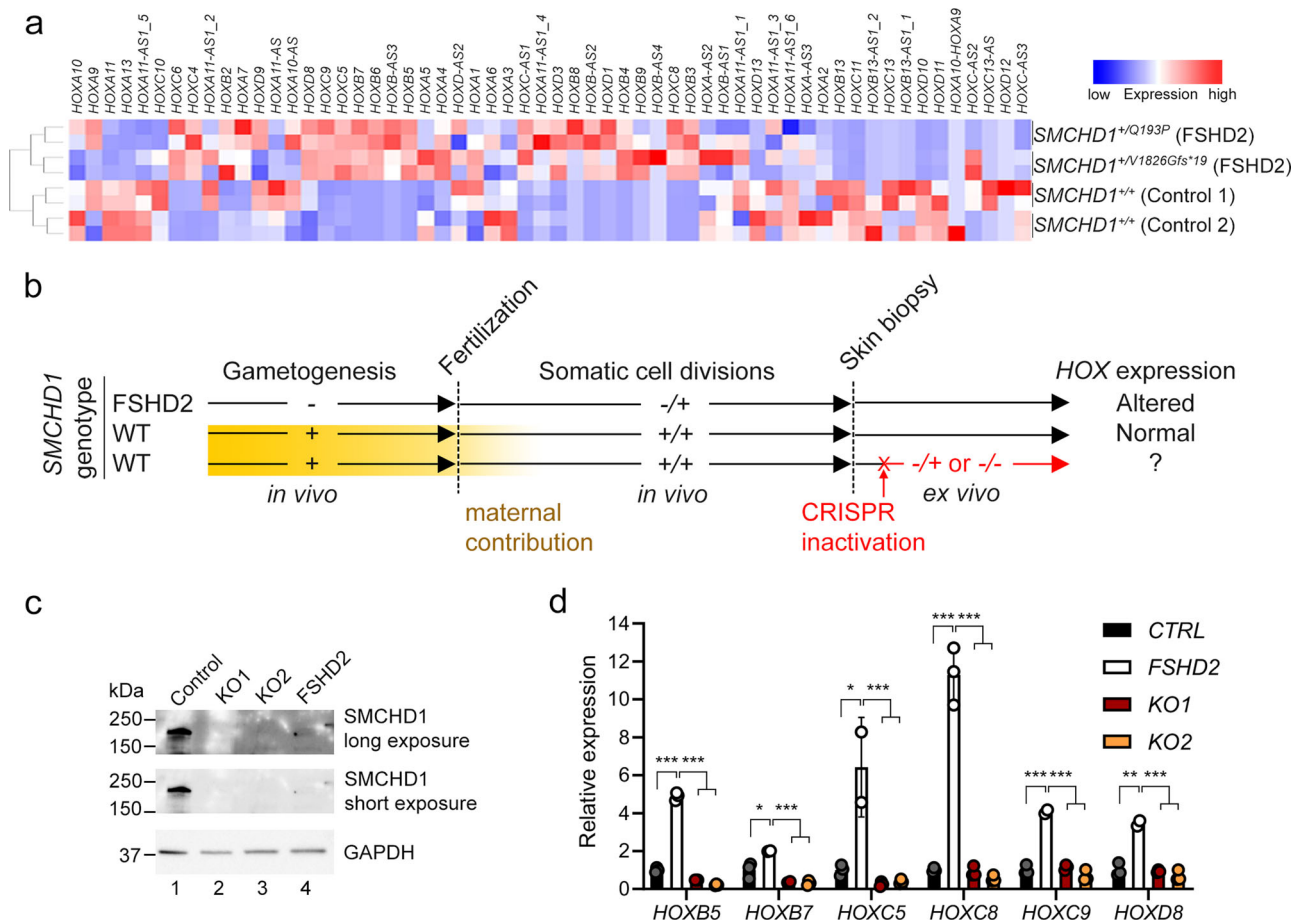 a
HOXA10
HOXA9
HOXA11
HOXA13
HOXA11-AS1_5
HOXC10
HOXC6
HOXC4
HOXA11-AS1_2
HOXB2
HOXA7
HOXD9
HOXA11-AS
HOXA10-AS
HOXD8
HOXC9
HOXC5
HOXB7
HOXB6
HOXB-AS3
HOXB5
HOXA5
HOXA4
HOXD-AS2
HOXA1
HOXA6
HOXA3
HOXC-AS1
HOXA11-AS1_4
HOXD3
HOXB8
HOXB-AS2
HOXD1
HOXB4
HOXB9
HOXB-AS4
HOXC8
HOXB3
HOXA-AS2
HOXB-AS1
HOXA11-AS1_1
HOXD13
HOXA11-AS1_3
HOXA11-AS1_6
HOXA-AS3
HOXA2
HOXB13
HOXC11
HOXB13-AS1_2
HOXC13
HOXB13-AS1_1
HOXD10
HOXD11
HOXA10-HOXA9
HOXC-AS2
HOXC13-AS
HOXD12
HOXC-AS3
low Expression high
SMCHD1+/Q193P (FSHD2)
SMCHD1+/V1826Gfs*19 (FSHD2)
SMCHD1+/+ (Control 1)
SMCHD1+/+ (Control 2)
b
Fertilization
Skin biopsy
SMCHD1
genotype
Gametogenesis
Somatic cell divisions
HOX expression
FSHD2 - -/+ Altered
WT + +/+ Normal
WT + +/+ X -/+ or -/- ?
in vivo in vivo ex vivo
maternal
contribution
CRISPR
inactivation
c
kDa
Control
KO1
KO2
FSHD2
250
150
SMCHD1
long exposure
250
150
SMCHD1
short exposure
37
GAPDH
1 2 3 4
d
Relative expression
14
12
10
8
6
4
2
0
*** ***
* ***
* ***
*** ***
*** ***
** ***
HOXB5 HOXB7 HOXC5 HOXC8 HOXC9 HOXD8
CTRL
FSHD2
KO1
KO2